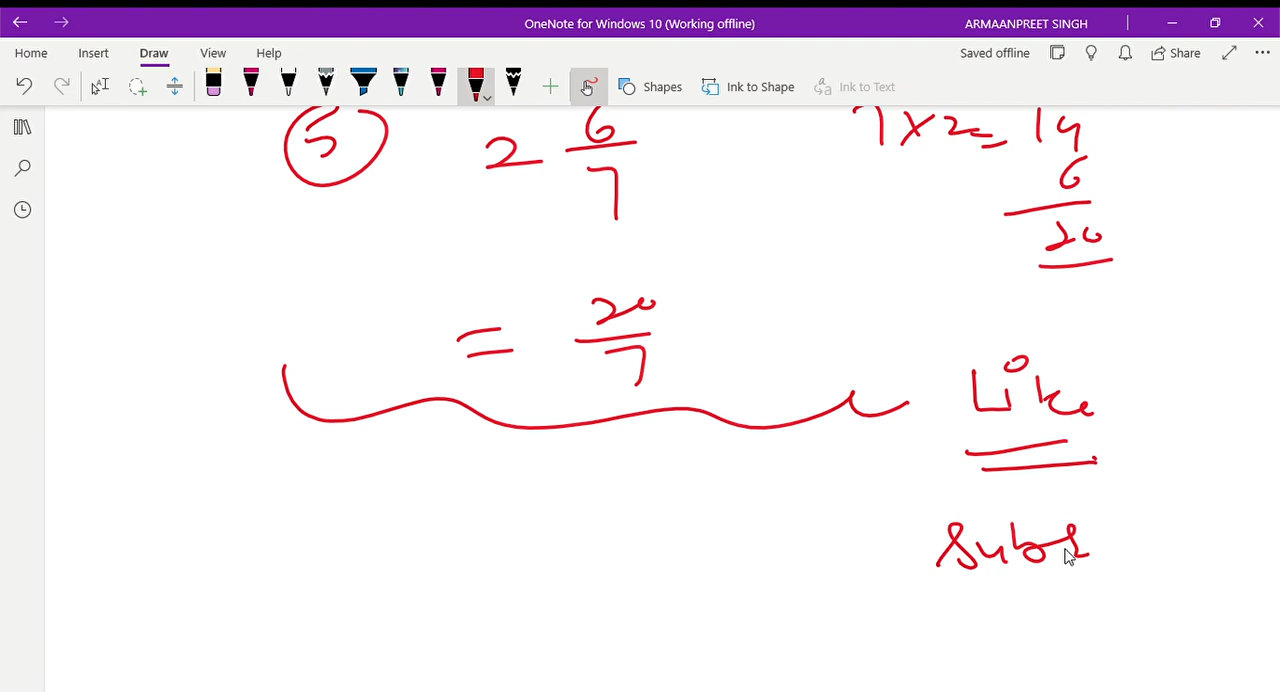 OneNote for Windows 10 (Working offline)
ARMAANPREET SINGH
Home Insert Draw View Help
Saved offline Share
Shapes Ink to Shape Ink to Text
5 2 6/7 7 x 2 = 14
6
20
= 20/7
Like
Subs